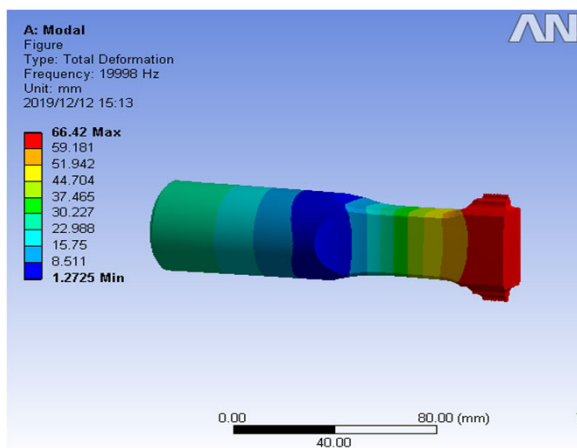 A: Modal
Figure
Type: Total Deformation
Frequency: 19998 Hz
Unit: mm
2019/12/12 15:13
AN
66.42 Max
59.181
51.942
44.704
37.465
30.227
22.988
15.75
8.511
1.2725 Min
0.00 80.00 (mm)
40.00